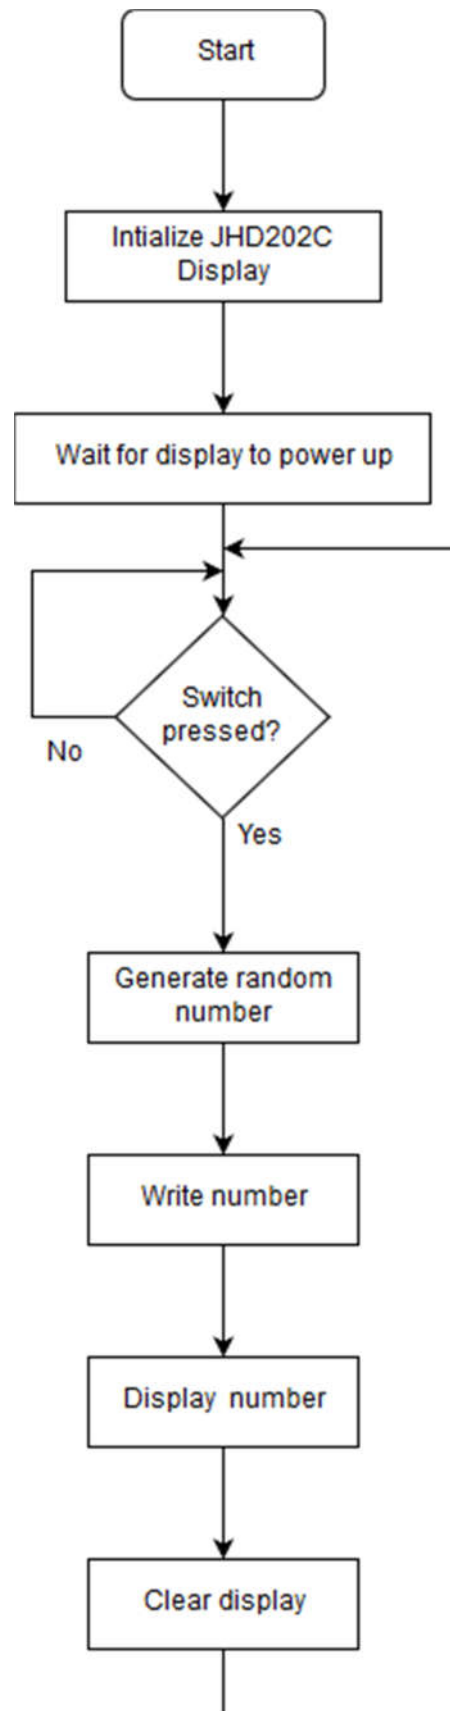 Start
Intialize JHD202C
Display
Wait for display to power up
Switch
pressed?
No
Yes
Generate random
number
Write number
Display number
Clear display